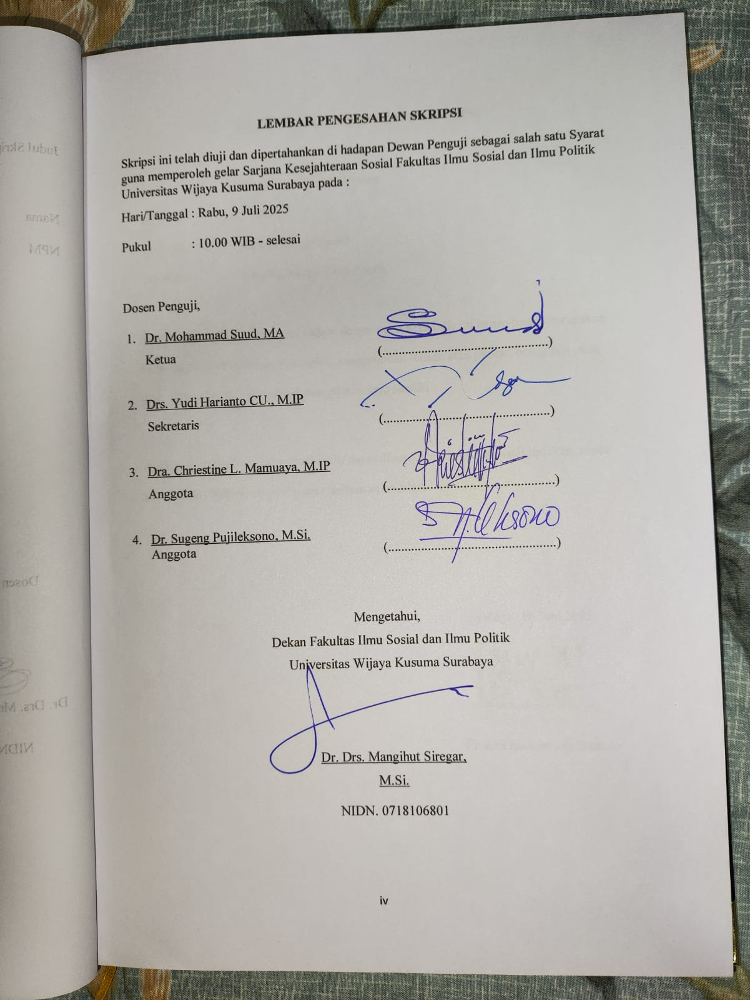 LEMBAR PENGESAHAN SKRIPSI
Skripsi ini telah diuji dan dipertahankan di hadapan Dewan Penguji sebagai salah satu Syarat
guna memperoleh gelar Sarjana Kesejahteraan Sosial Fakultas Ilmu Sosial dan Ilmu Politik
Universitas Wijaya Kusuma Surabaya pada :
Hari/Tanggal : Rabu, 9 Juli 2025
Pukul : 10.00 WIB - selesai
Dosen Penguji,
1. Dr. Mohammad Suud, MA
Ketua
(..................................................)
2. Drs. Yudi Harianto CU., M.IP
Sekretaris
(..................................................)
3. Dra. Chriestine L. Mamuaya, M.IP
Anggota
(..................................................)
4. Dr. Sugeng Pujileksono, M.Si.
Anggota
(..................................................)
Mengetahui,
Dekan Fakultas Ilmu Sosial dan Ilmu Politik
Universitas Wijaya Kusuma Surabaya
Dr. Drs. Mangihut Siregar,
M.Si.
NIDN. 0718106801
iv